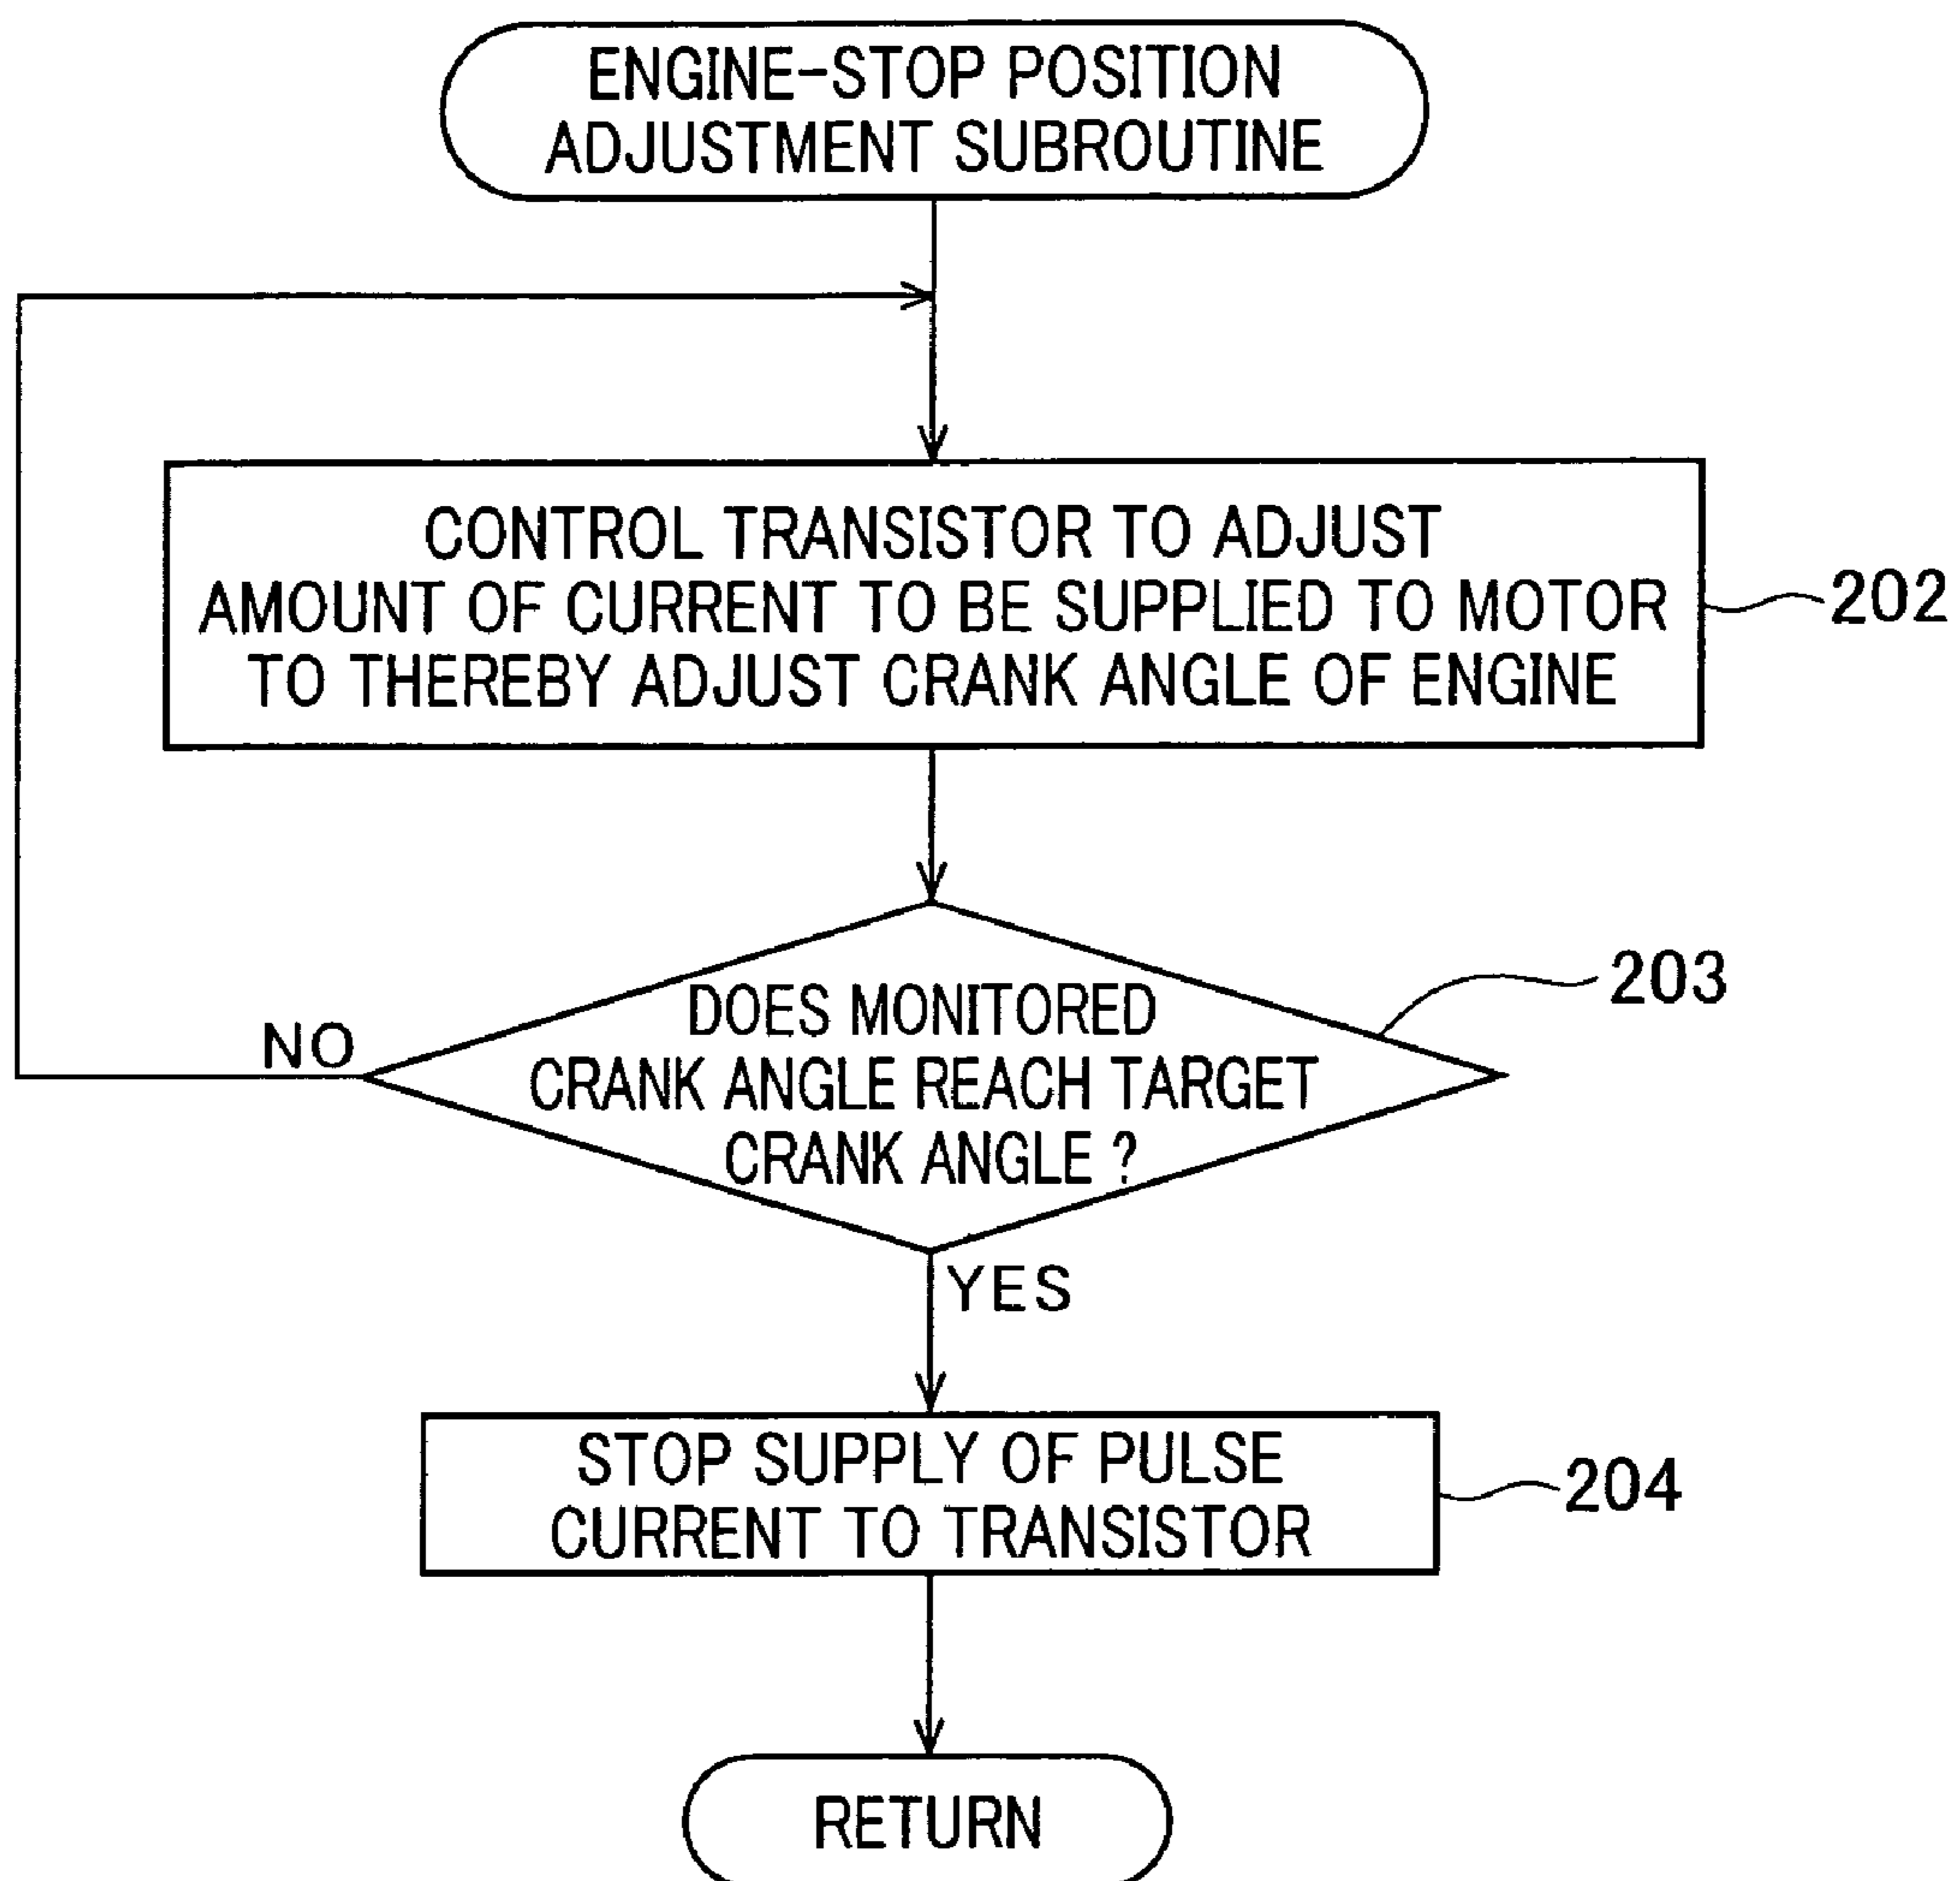 ENGINE-STOP POSITION
ADJUSTMENT SUBROUTINE
CONTROL TRANSISTOR TO ADJUST
AMOUNT OF CURRENT TO BE SUPPLIED TO MOTOR
TO THEREBY ADJUST CRANK ANGLE OF ENGINE
202
DOES MONITORED
CRANK ANGLE REACH TARGET
CRANK ANGLE ?
203
NO
YES
STOP SUPPLY OF PULSE
CURRENT TO TRANSISTOR
204
RETURN